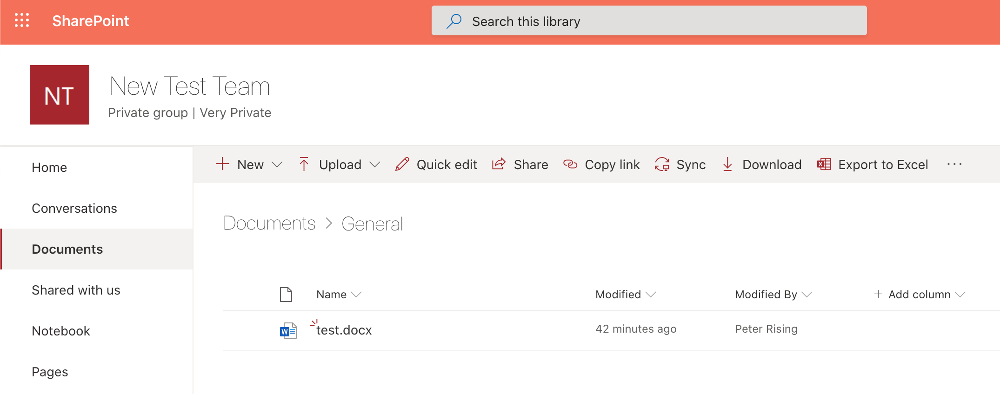 SharePoint
Search this library
NT
New Test Team
Private group | Very Private
Home
Conversations
Documents
Shared with us
Notebook
Pages
New
Upload
Quick edit
Share
Copy link
Sync
Download
Export to Excel
...
Documents > General
Name
Modified
Modified By
+ Add column
W
test.docx
42 minutes ago
Peter Rising